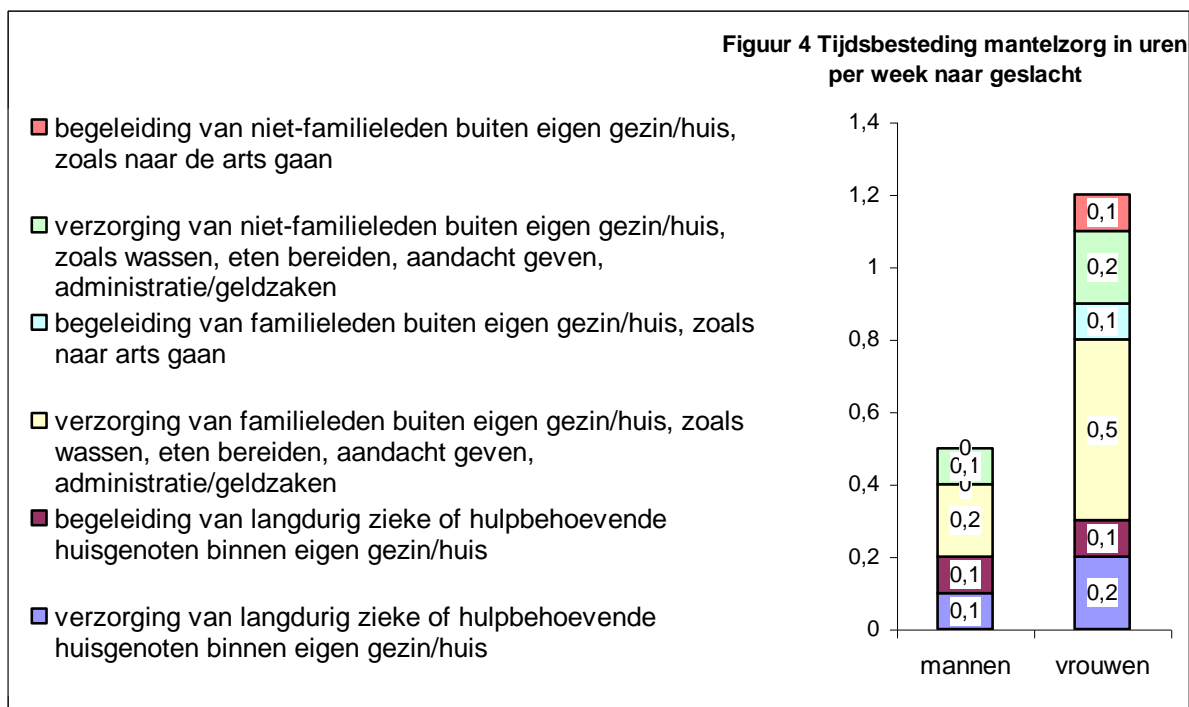 Figuur 4 Tijdsbesteding mantelzorg in uren
per week naar geslacht
begeleiding van niet-familieleden buiten eigen gezin/huis,
zoals naar de arts gaan
verzorging van niet-familieleden buiten eigen gezin/huis,
zoals wassen, eten bereiden, aandacht geven,
administratie/geldzaken
begeleiding van familieleden buiten eigen gezin/huis, zoals
naar arts gaan
verzorging van familieleden buiten eigen gezin/huis, zoals
wassen, eten bereiden, aandacht geven,
administratie/geldzaken
begeleiding van langdurig zieke of hulpbehoevende
huisgenoten binnen eigen gezin/huis
verzorging van langdurig zieke of hulpbehoevende
huisgenoten binnen eigen gezin/huis
1,4
1,2
1
0,8
0,6
0,4
0,2
0
0
0,1
0
0,2
0,1
0,1
0,1
0,2
0,1
0,5
0,1
0,2
mannen
vrouwen